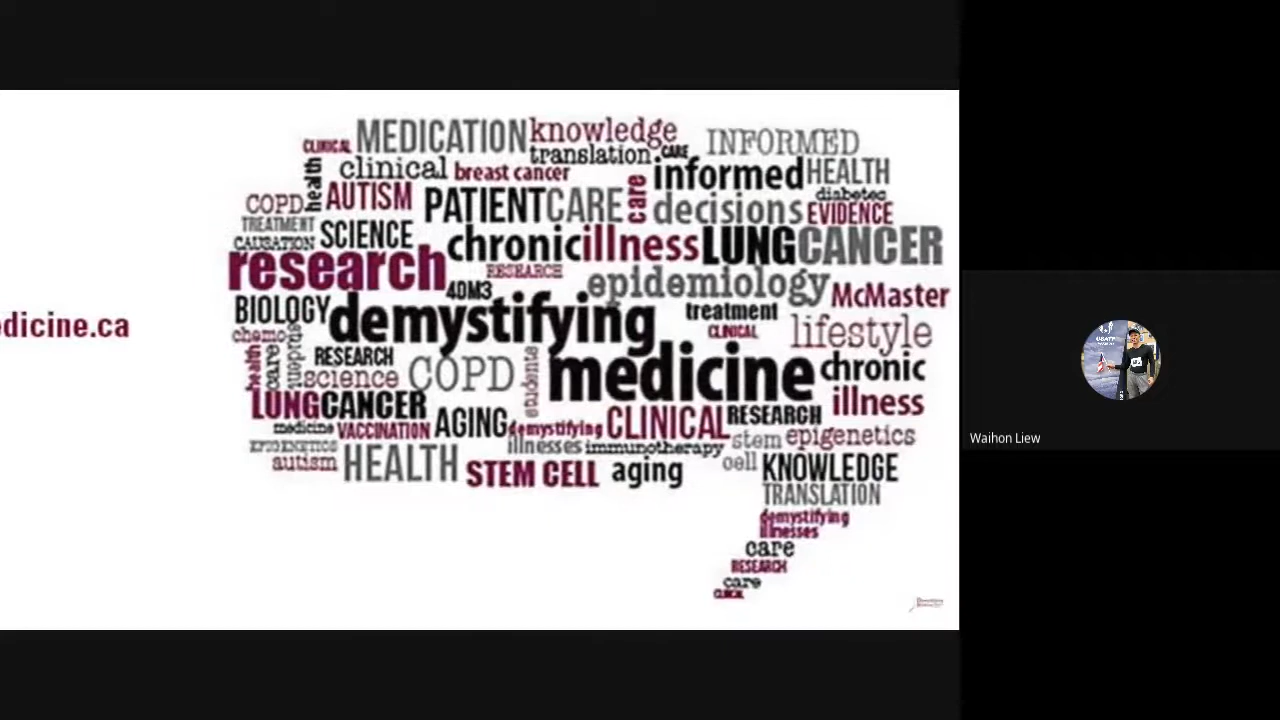 CLINICAL MEDICATION knowledge INFORMED
translation. CARE
health clinical breast cancer care informed HEALTH
COPD AUTISM PATIENTCARE decisions diabetes
TREATMENT EVIDENCE
CAUSATION SCIENCE chronicillness LUNGCANCER
research 4DM3 RESEARCH epidemiology McMaster
BIOLOGY demystifying treatment
edicine.ca
chemo student CLINICAL lifestyle
health care RESEARCH students medicine chronic
science COPD
LUNGCANCER illness
AGING demystifying CLINICAL RESEARCH
medicine VACCINATION illnesses immunotherapy stem epigenetics
EPIGENETICS
autism HEALTH STEM CELL aging cell KNOWLEDGE
TRANSLATION
demystifying
illnesses
care
RESEARCH
care
CLINICAL
Waihon Liew